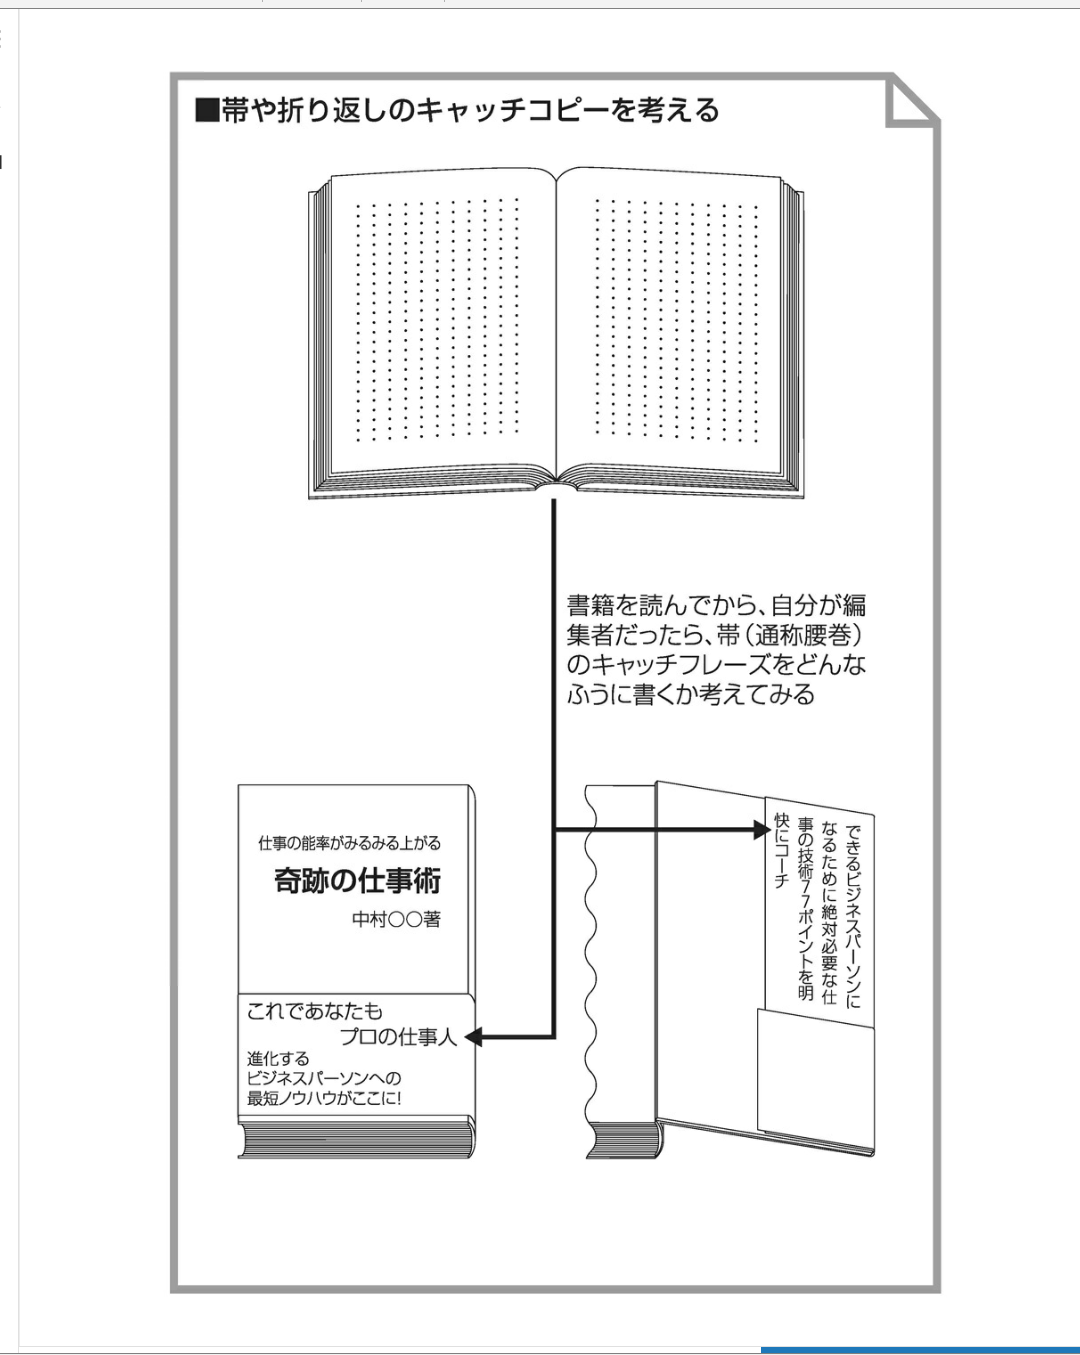 ■帯や折り返しのキャッチコピーを考える
書籍を読んでから、自分が編
集者だったら、帯（通称腰巻）
のキャッチフレーズをどんな
ふうに書くか考えてみる
仕事の能率がみるみる上がる
奇跡の仕事術
中村〇〇著
これであなたも
プロの仕事人
進化する
ビジネスパーソンへの
最短ノウハウがここに!
できるビジネスパーソンに
なるために絶対必要な仕
事の技術77ポイントを明
快にコーチ